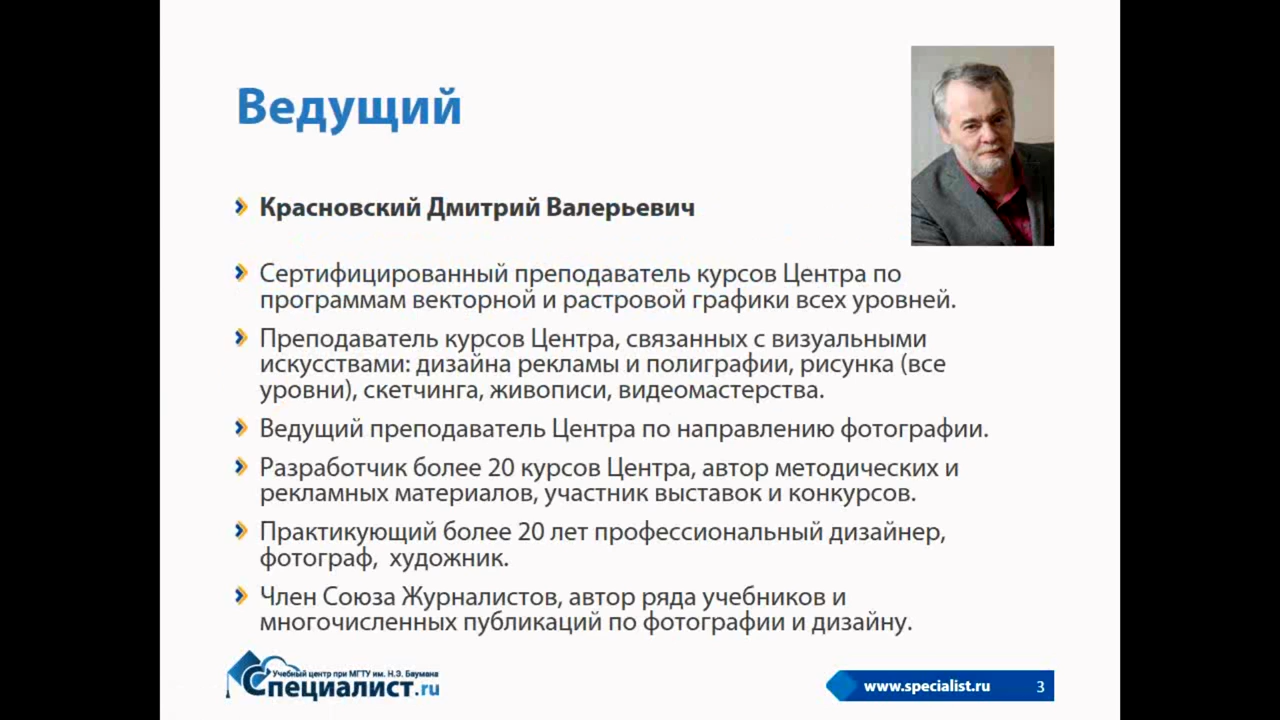 Ведущий
Красновский Дмитрий Валерьевич
Сертифицированный преподаватель курсов Центра по
программам векторной и растровой графики всех уровней.
Преподаватель курсов Центра, связанных с визуальными
искусствами: дизайна рекламы и полиграфии, рисунка (все
уровни), скетчинга, живописи, видеомастерства.
Ведущий преподаватель Центра по направлению фотографии.
Разработчик более 20 курсов Центра, автор методических и
рекламных материалов, участник выставок и конкурсов.
Практикующий более 20 лет профессиональный дизайнер,
фотограф, художник.
Член Союза Журналистов, автор ряда учебников и
многочисленных публикаций по фотографии и дизайну.
Учебный центр при МГТУ им. Н.Э. Баумана
Специалист.ru
www.specialist.ru 3